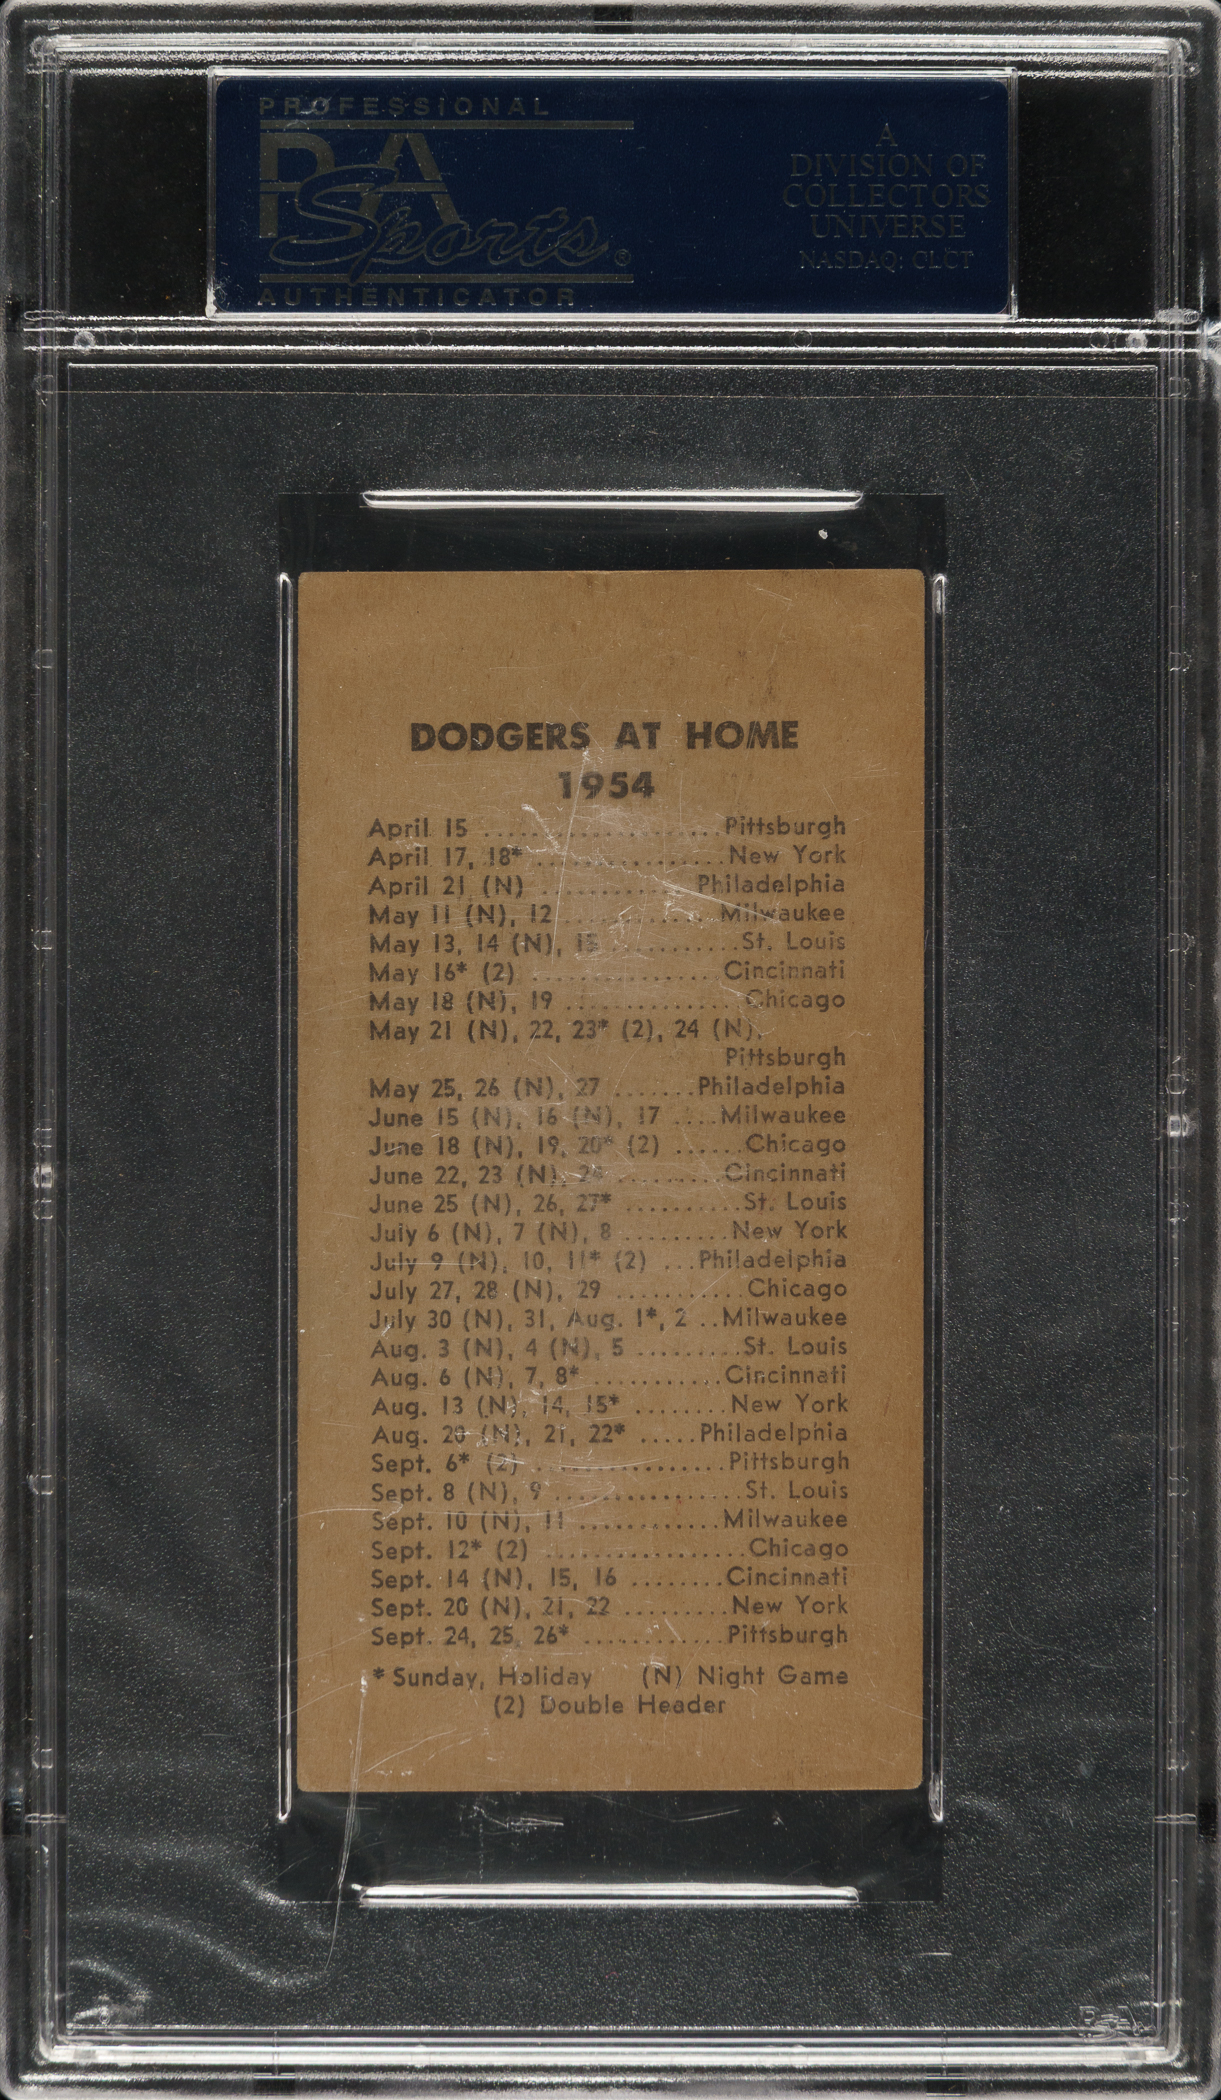 PROFESSIONAL
PSA
Sports®
AUTHENTICATOR
A
DIVISION OF
COLLECTORS
UNIVERSE
NASDAQ: CLCT
DODGERS AT HOME
1954
April 15 .....................Pittsburgh
April 17, 18* ................New York
April 21 (N) ............Philadelphia
May 11 (N), 12 .............Milwaukee
May 13, 14 (N), 15 ..........St. Louis
May 16* (2) ................Cincinnati
May 18 (N), 19 ..............Chicago
May 21 (N), 22, 23* (2), 24 (N),
Pittsburgh
May 25, 26 (N), 27 .......Philadelphia
June 15 (N), 16 (N), 17 ....Milwaukee
June 18 (N), 19, 20* (2) ......Chicago
June 22, 23 (N), 24 .........Cincinnati
June 25 (N), 26, 27* ..........St. Louis
July 6 (N), 7 (N), 8 .........New York
July 9 (N), 10, 11* (2) ...Philadelphia
July 27, 28 (N), 29 ...........Chicago
July 30 (N), 31, Aug. 1*, 2 ..Milwaukee
Aug. 3 (N), 4 (N), 5 .........St. Louis
Aug. 6 (N), 7, 8* ...........Cincinnati
Aug. 13 (N), 14, 15* ........New York
Aug. 20 (N), 21, 22* .....Philadelphia
Sept. 6* (2) ................Pittsburgh
Sept. 8 (N), 9 ................St. Louis
Sept. 10 (N), 11 ............Milwaukee
Sept. 12* (2) .................Chicago
Sept. 14 (N), 15, 16 ........Cincinnati
Sept. 20 (N), 21, 22 .........New York
Sept. 24, 25, 26* ............Pittsburgh
* Sunday, Holiday (N) Night Game
(2) Double Header
PSA